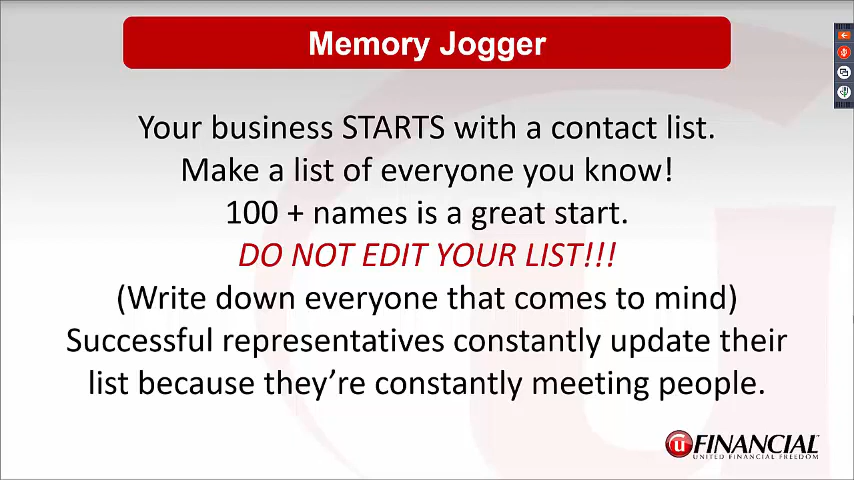 Memory Jogger
Your business STARTS with a contact list.
Make a list of everyone you know!
100 + names is a great start.
DO NOT EDIT YOUR LIST!!!
(Write down everyone that comes to mind)
Successful representatives constantly update their
list because they’re constantly meeting people.
u FINANCIAL
UNITED FINANCIAL FREEDOM